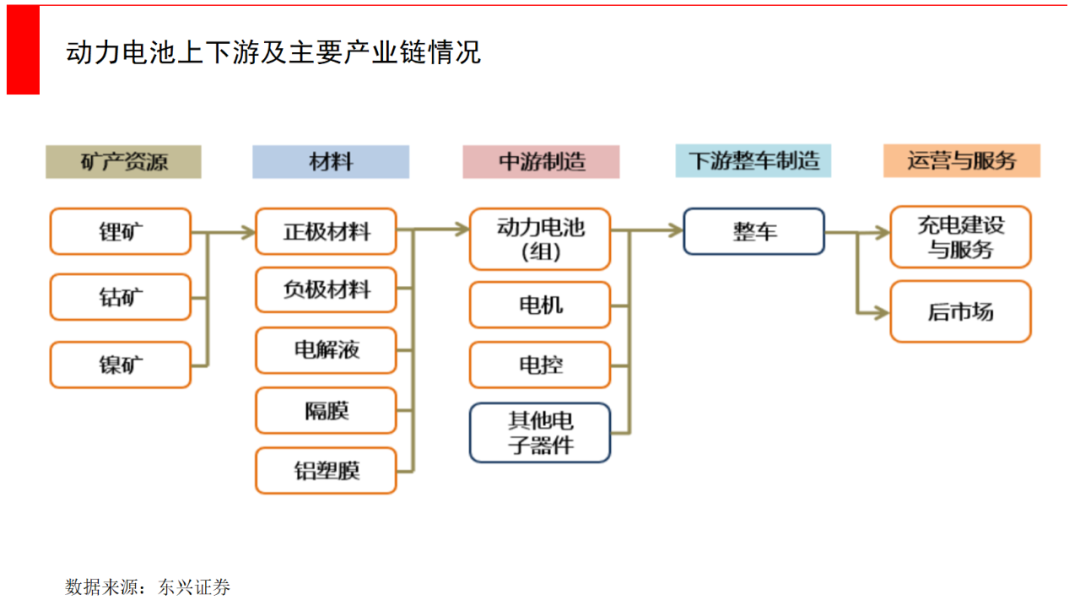 动力电池上下游及主要产业链情况
矿产资源
材料
中游制造
下游整车制造
运营与服务
锂矿
钴矿
镍矿
正极材料
负极材料
电解液
隔膜
铝塑膜
动力电池
(组)
电机
电控
其他电
子器件
整车
充电建设
与服务
后市场
数据来源：东兴证券